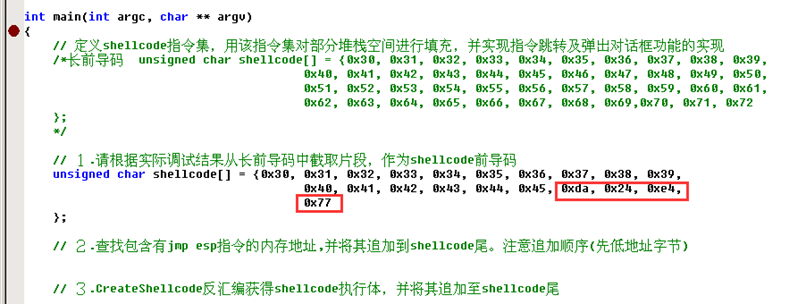 int main(int argc, char ** argv)
{
// 定义shellcode指令集，用该指令集对部分堆栈空间进行填充，并实现指令跳转及弹出对话框功能的实现
/*长前导码  unsigned char shellcode[] = {0x30, 0x31, 0x32, 0x33, 0x34, 0x35, 0x36, 0x37, 0x38, 0x39,
0x40, 0x41, 0x42, 0x43, 0x44, 0x45, 0x46, 0x47, 0x48, 0x49, 0x50,
0x51, 0x52, 0x53, 0x54, 0x55, 0x56, 0x57, 0x58, 0x59, 0x60, 0x61,
0x62, 0x63, 0x64, 0x65, 0x66, 0x67, 0x68, 0x69,0x70, 0x71, 0x72
};
*/
// 1.请根据实际调试结果从长前导码中截取片段，作为shellcode前导码
unsigned char shellcode[] = {0x30, 0x31, 0x32, 0x33, 0x34, 0x35, 0x36, 0x37, 0x38, 0x39,
0x40, 0x41, 0x42, 0x43, 0x44, 0x45, 0xda, 0x24, 0xe4,
0x77
};
// 2.查找包含有jmp esp指令的内存地址,并将其追加到shellcode尾。注意追加顺序(先低地址字节)
// 3.CreateShellcode反汇编获得shellcode执行体，并将其追加至shellcode尾